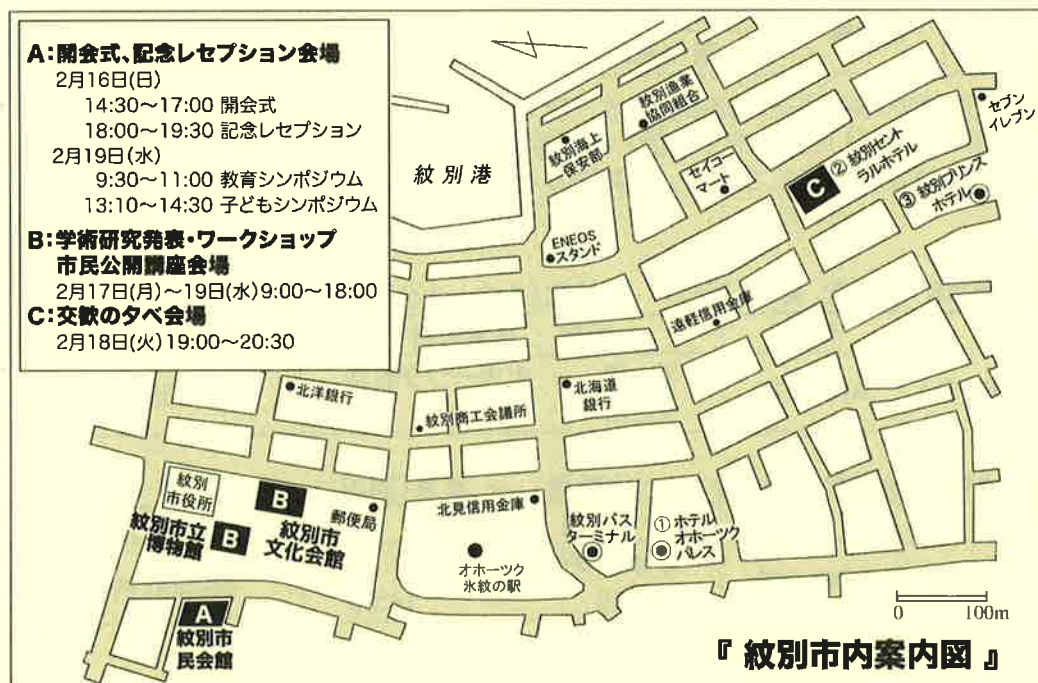 A:開会式、記念レセプション会場
2月16日(日)
14:30～17:00 開会式
18:00～19:30 記念レセプション
2月19日(水)
9:30～11:00 教育シンポジウム
13:10～14:30 子どもシンポジウム
B:学術研究発表・ワークショップ
市民公開講座会場
2月17日(月)～19日(水)9:00～18:00
C:交歓の夕べ会場
2月18日(火)19:00～20:30
紋別港
紋別漁業
協同組合
紋別海上
保安部
セイコー
マート
セブン
イレブン
C
②紋別セント
ラルホテル
③紋別プリンス
ホテル
ENEOS
スタンド
遠軽信用金庫
北洋銀行
紋別商工会議所
北海道
銀行
紋別
市役所
B
紋別市
文化会館
郵便局
紋別市立
博物館
B
北見信用金庫
オホーツク
氷紋の駅
紋別バス
ターミナル
①ホテル
オホーツク
パレス
A
紋別市
民会館
0 100m
『紋別市内案内図』